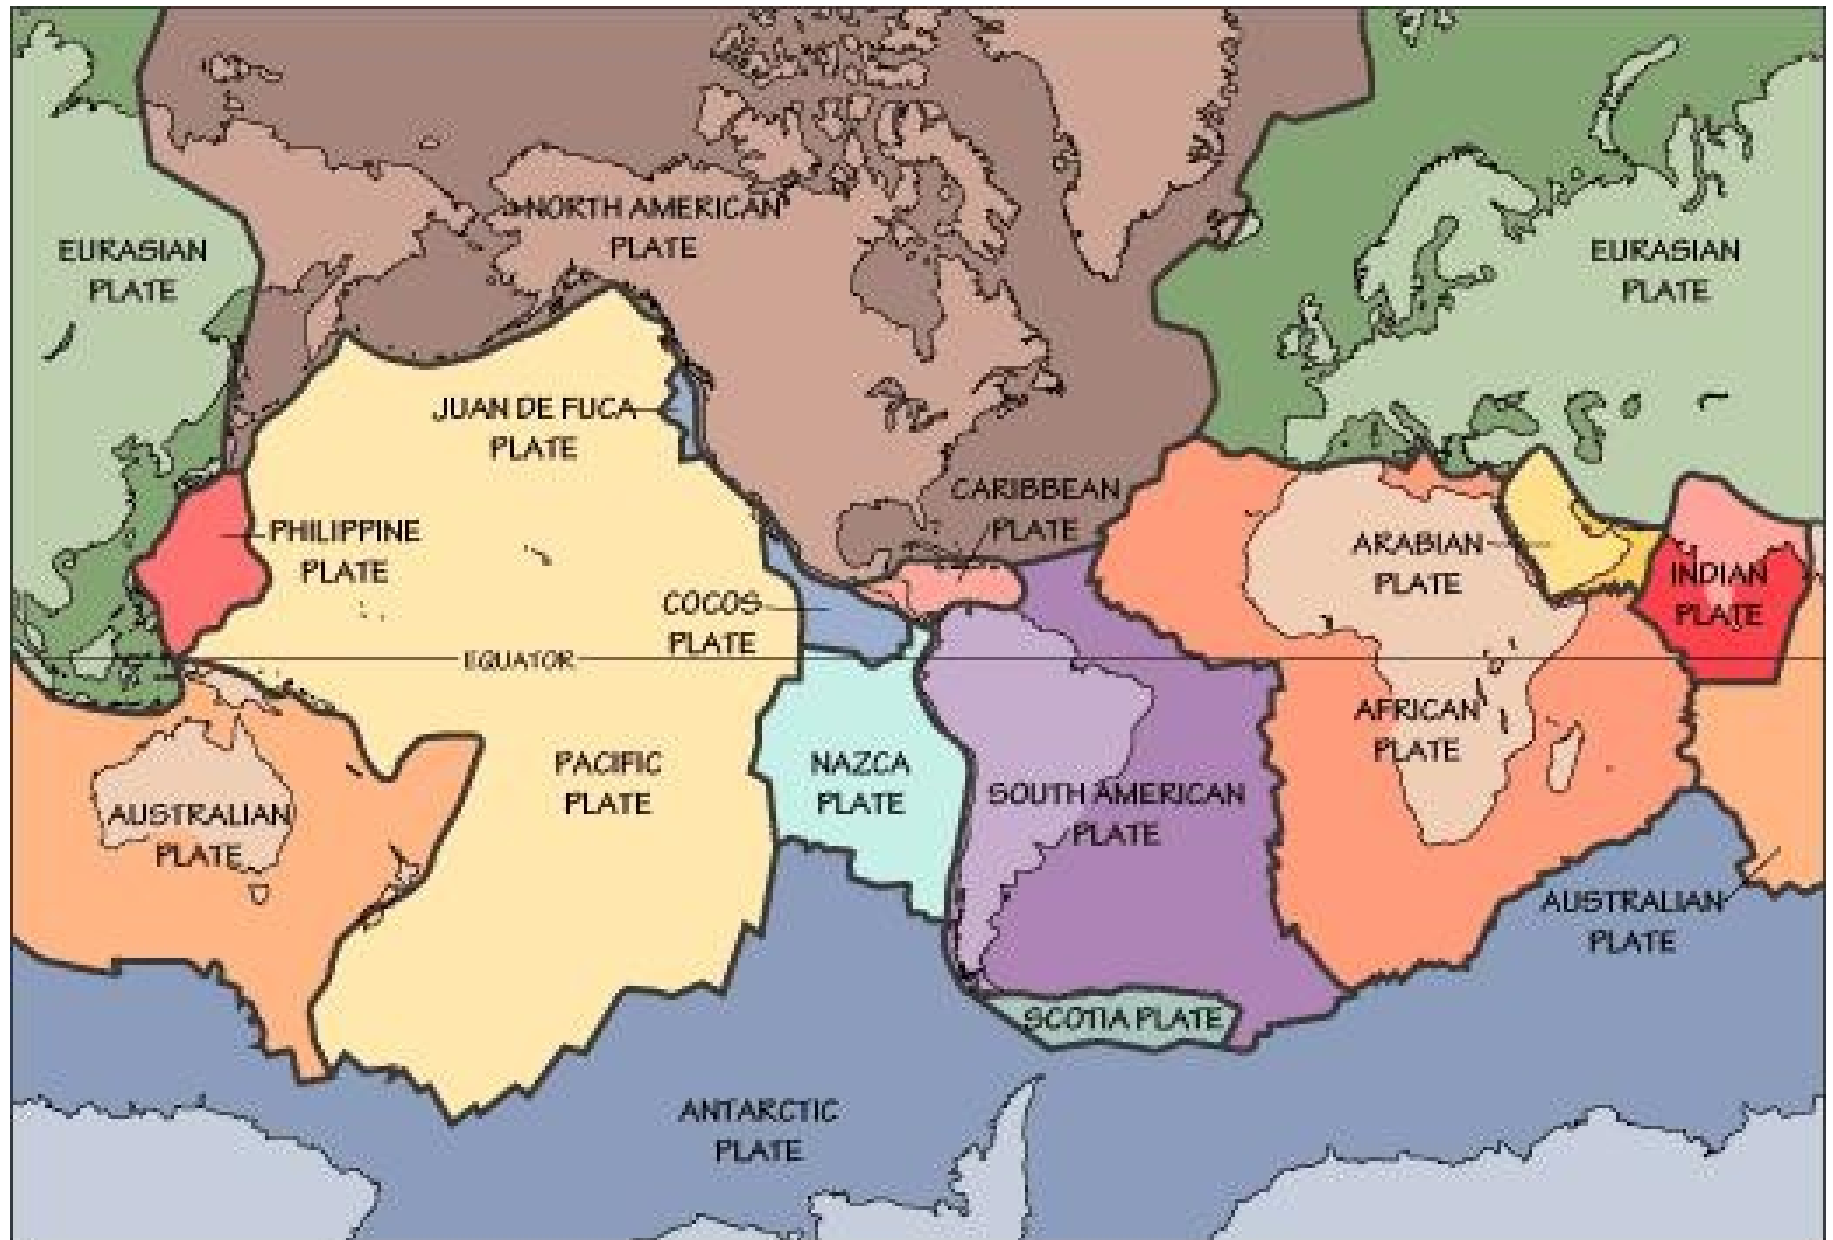 NORTH AMERICAN
PLATE
EURASIAN
PLATE
EURASIAN
PLATE
JUAN DE FUCA
PLATE
CARIBBEAN
PLATE
PHILIPPINE
PLATE
ARABIAN
PLATE
INDIAN
PLATE
COCOS
PLATE
EQUATOR
AFRICAN
PLATE
PACIFIC
PLATE
NAZCA
PLATE
SOUTH AMERICAN
PLATE
AUSTRALIAN
PLATE
AUSTRALIAN
PLATE
SCOTIA PLATE
ANTARCTIC
PLATE